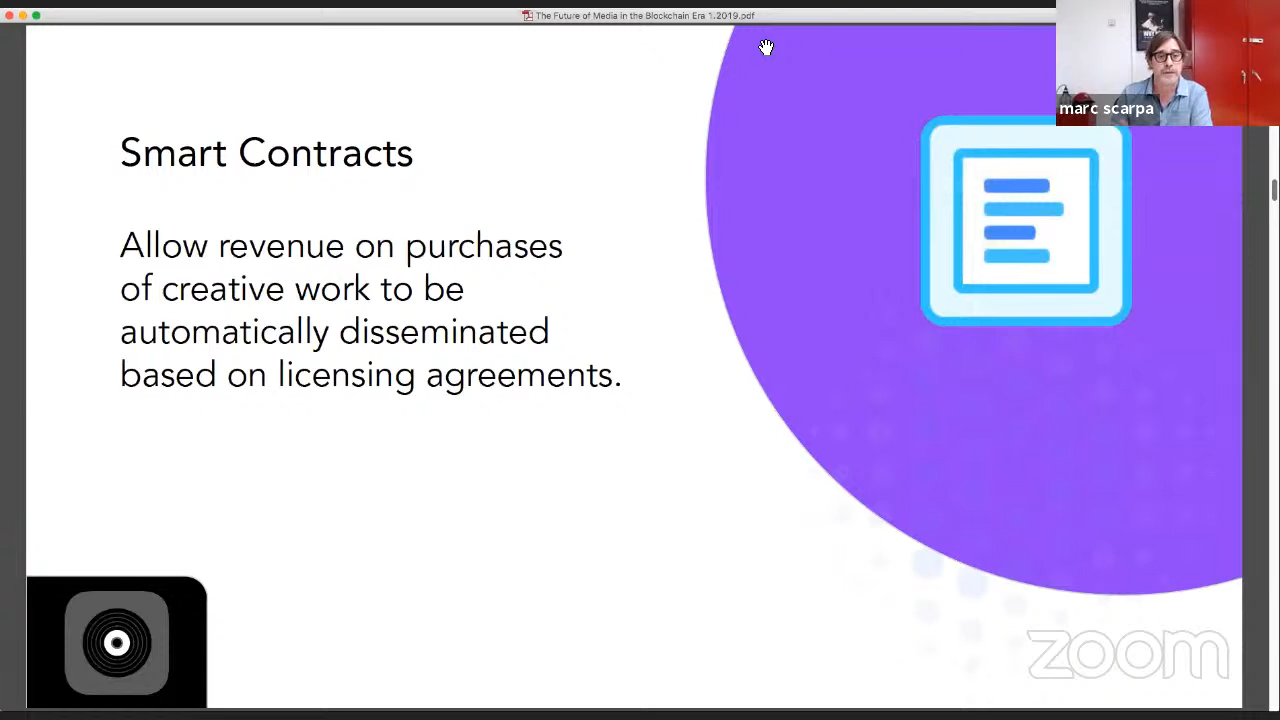 The Future of Media in the Blockchain Era 1.2019.pdf
marc scarpa
Smart Contracts
Allow revenue on purchases
of creative work to be
automatically disseminated
based on licensing agreements.
zoom